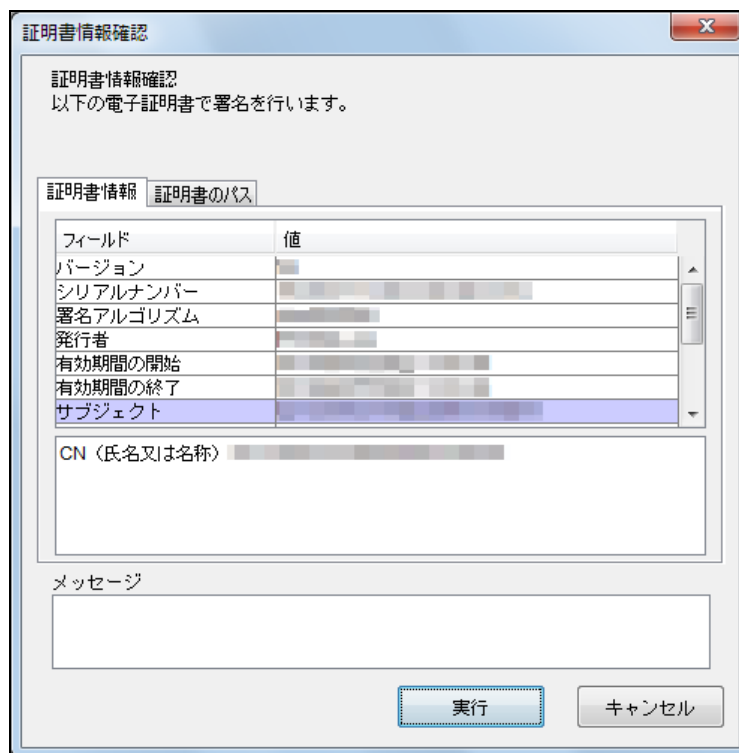 証明書情報確認
証明書情報確認
以下の電子証明書で署名を行います。
証明書情報 証明書のパス
フィールド 値
バージョン
シリアルナンバー
署名アルゴリズム
発行者
有効期間の開始
有効期間の終了
サブジェクト
CN（氏名又は名称）
メッセージ
実行 キャンセル